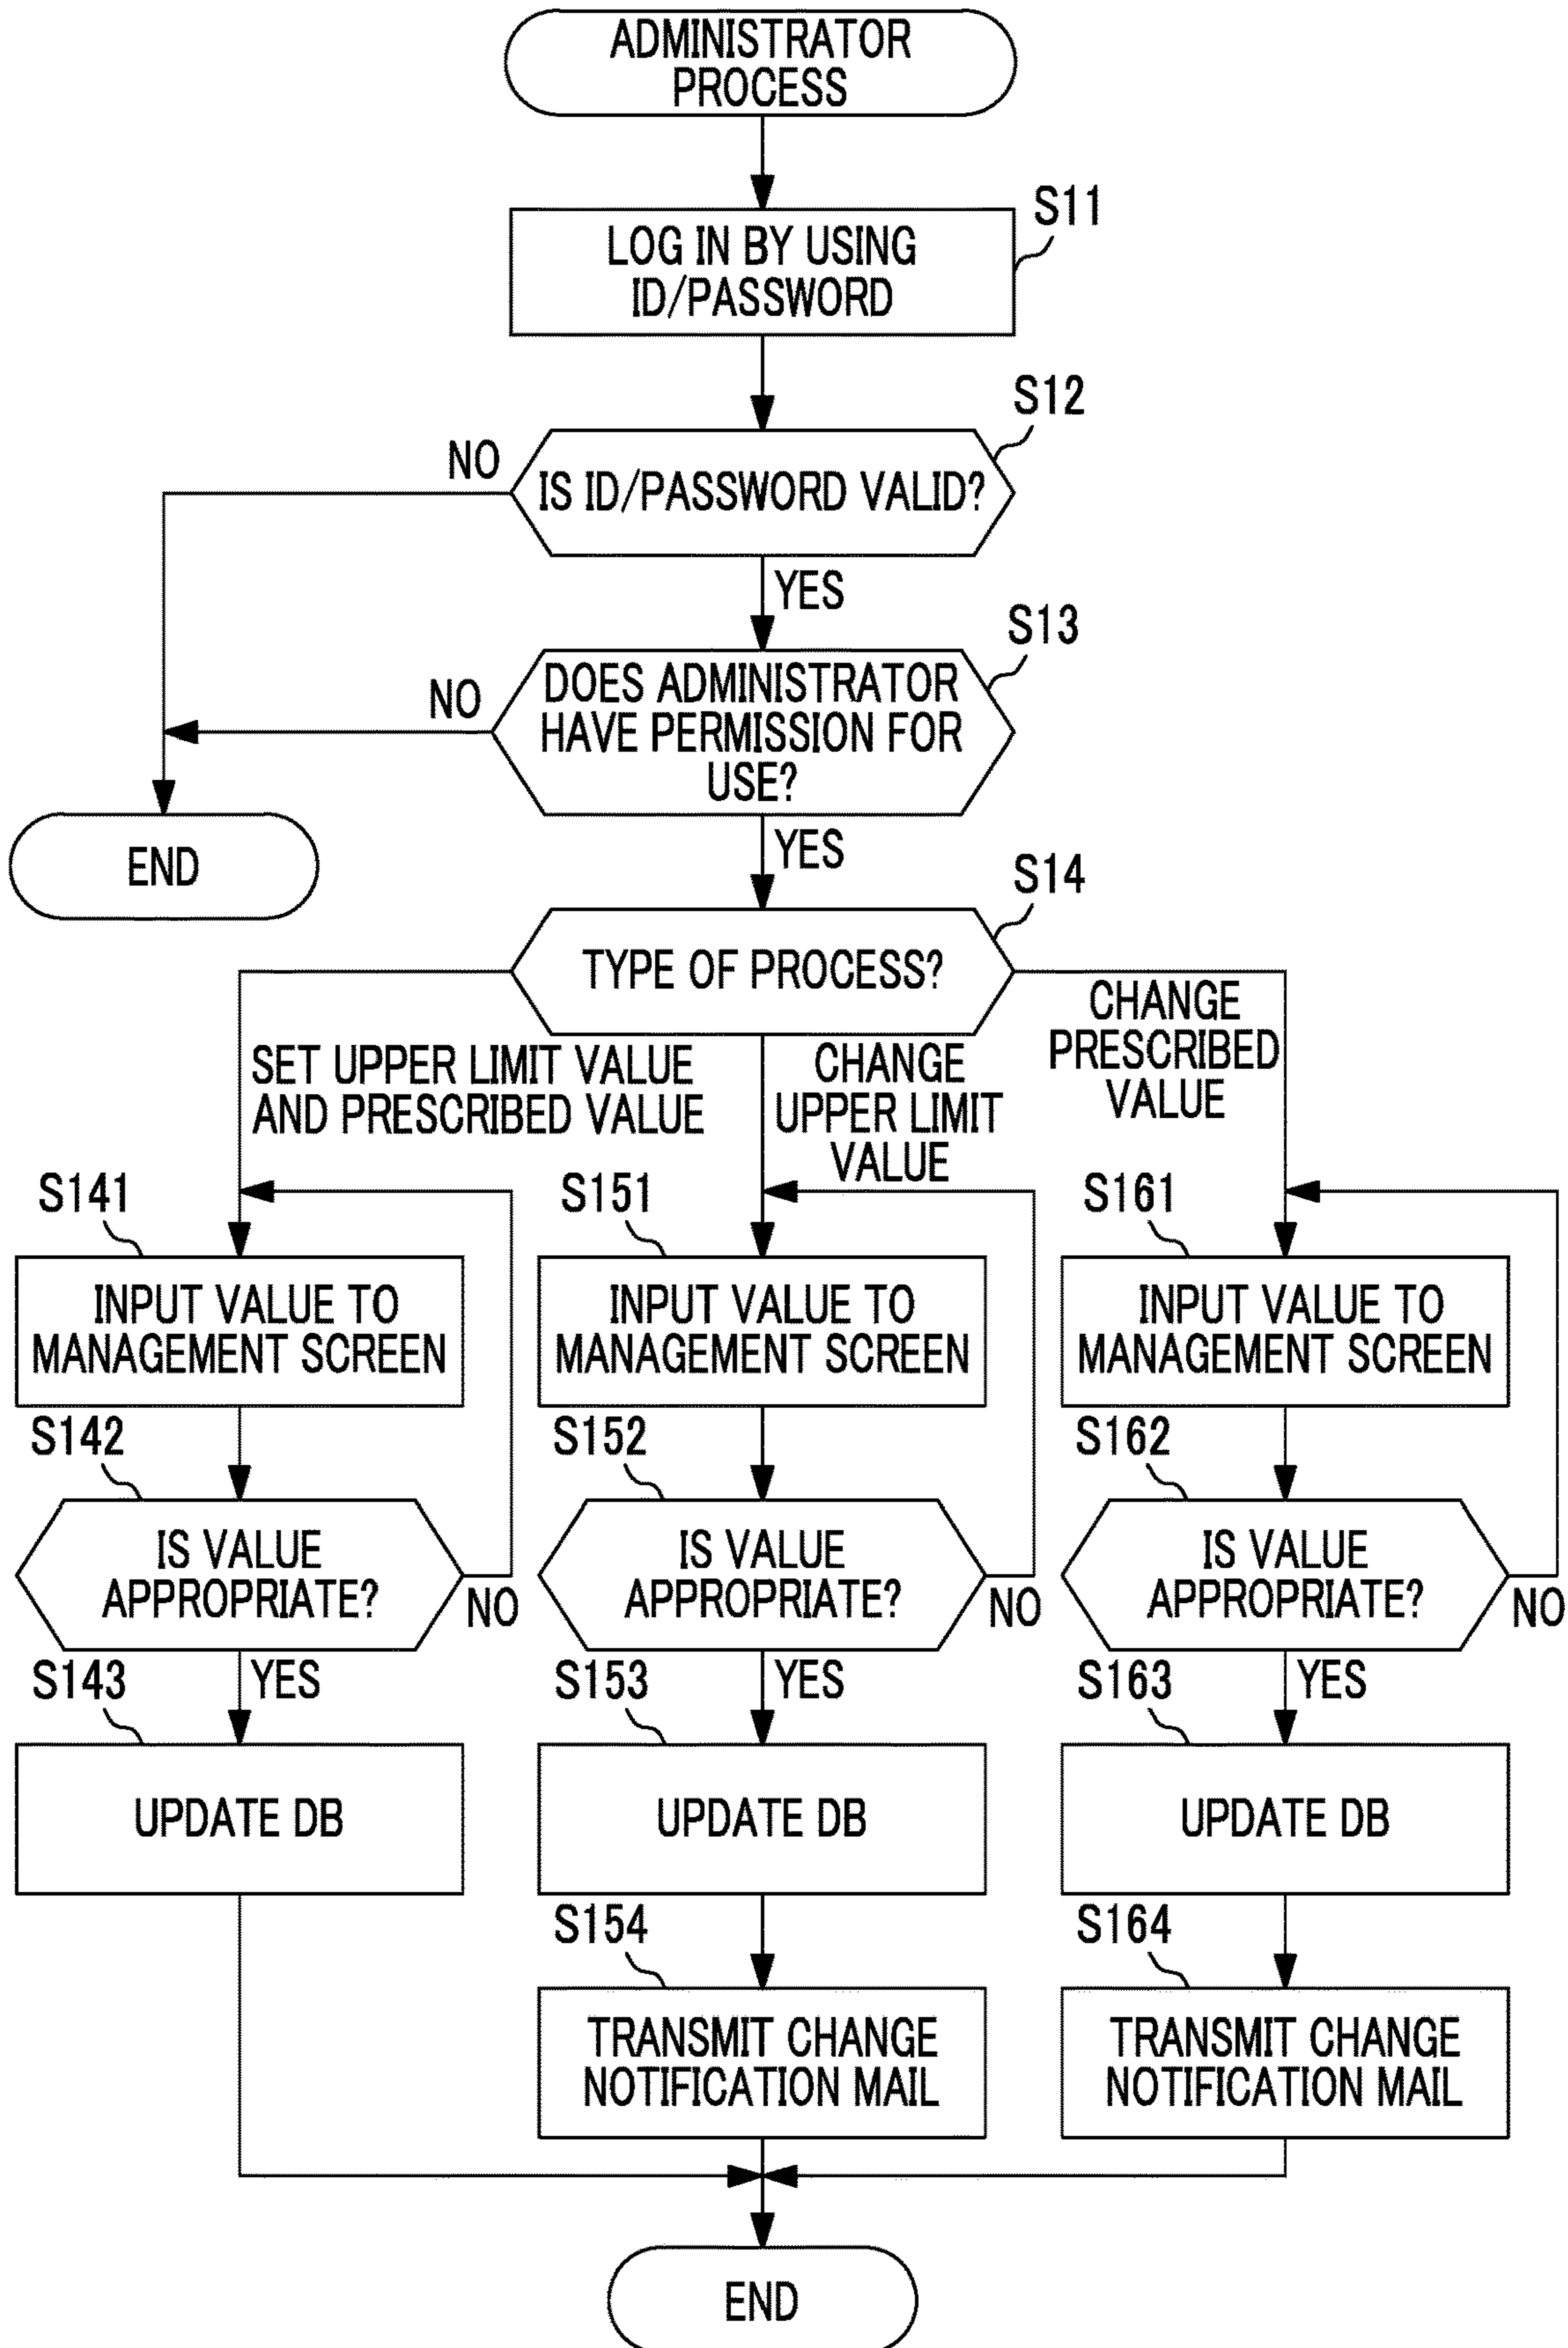 ADMINISTRATOR
PROCESS
S11
LOG IN BY USING
ID/PASSWORD
S12
NO
IS ID/PASSWORD VALID?
YES
S13
NO
DOES ADMINISTRATOR
HAVE PERMISSION FOR
USE?
END
YES
S14
TYPE OF PROCESS?
SET UPPER LIMIT VALUE
AND PRESCRIBED VALUE
CHANGE
UPPER LIMIT
VALUE
CHANGE
PRESCRIBED
VALUE
S141
INPUT VALUE TO
MANAGEMENT SCREEN
S151
INPUT VALUE TO
MANAGEMENT SCREEN
S161
INPUT VALUE TO
MANAGEMENT SCREEN
S142
IS VALUE
APPROPRIATE?
NO
S152
IS VALUE
APPROPRIATE?
NO
S162
IS VALUE
APPROPRIATE?
NO
S143
YES
UPDATE DB
S153
YES
UPDATE DB
S163
YES
UPDATE DB
S154
TRANSMIT CHANGE
NOTIFICATION MAIL
S164
TRANSMIT CHANGE
NOTIFICATION MAIL
END